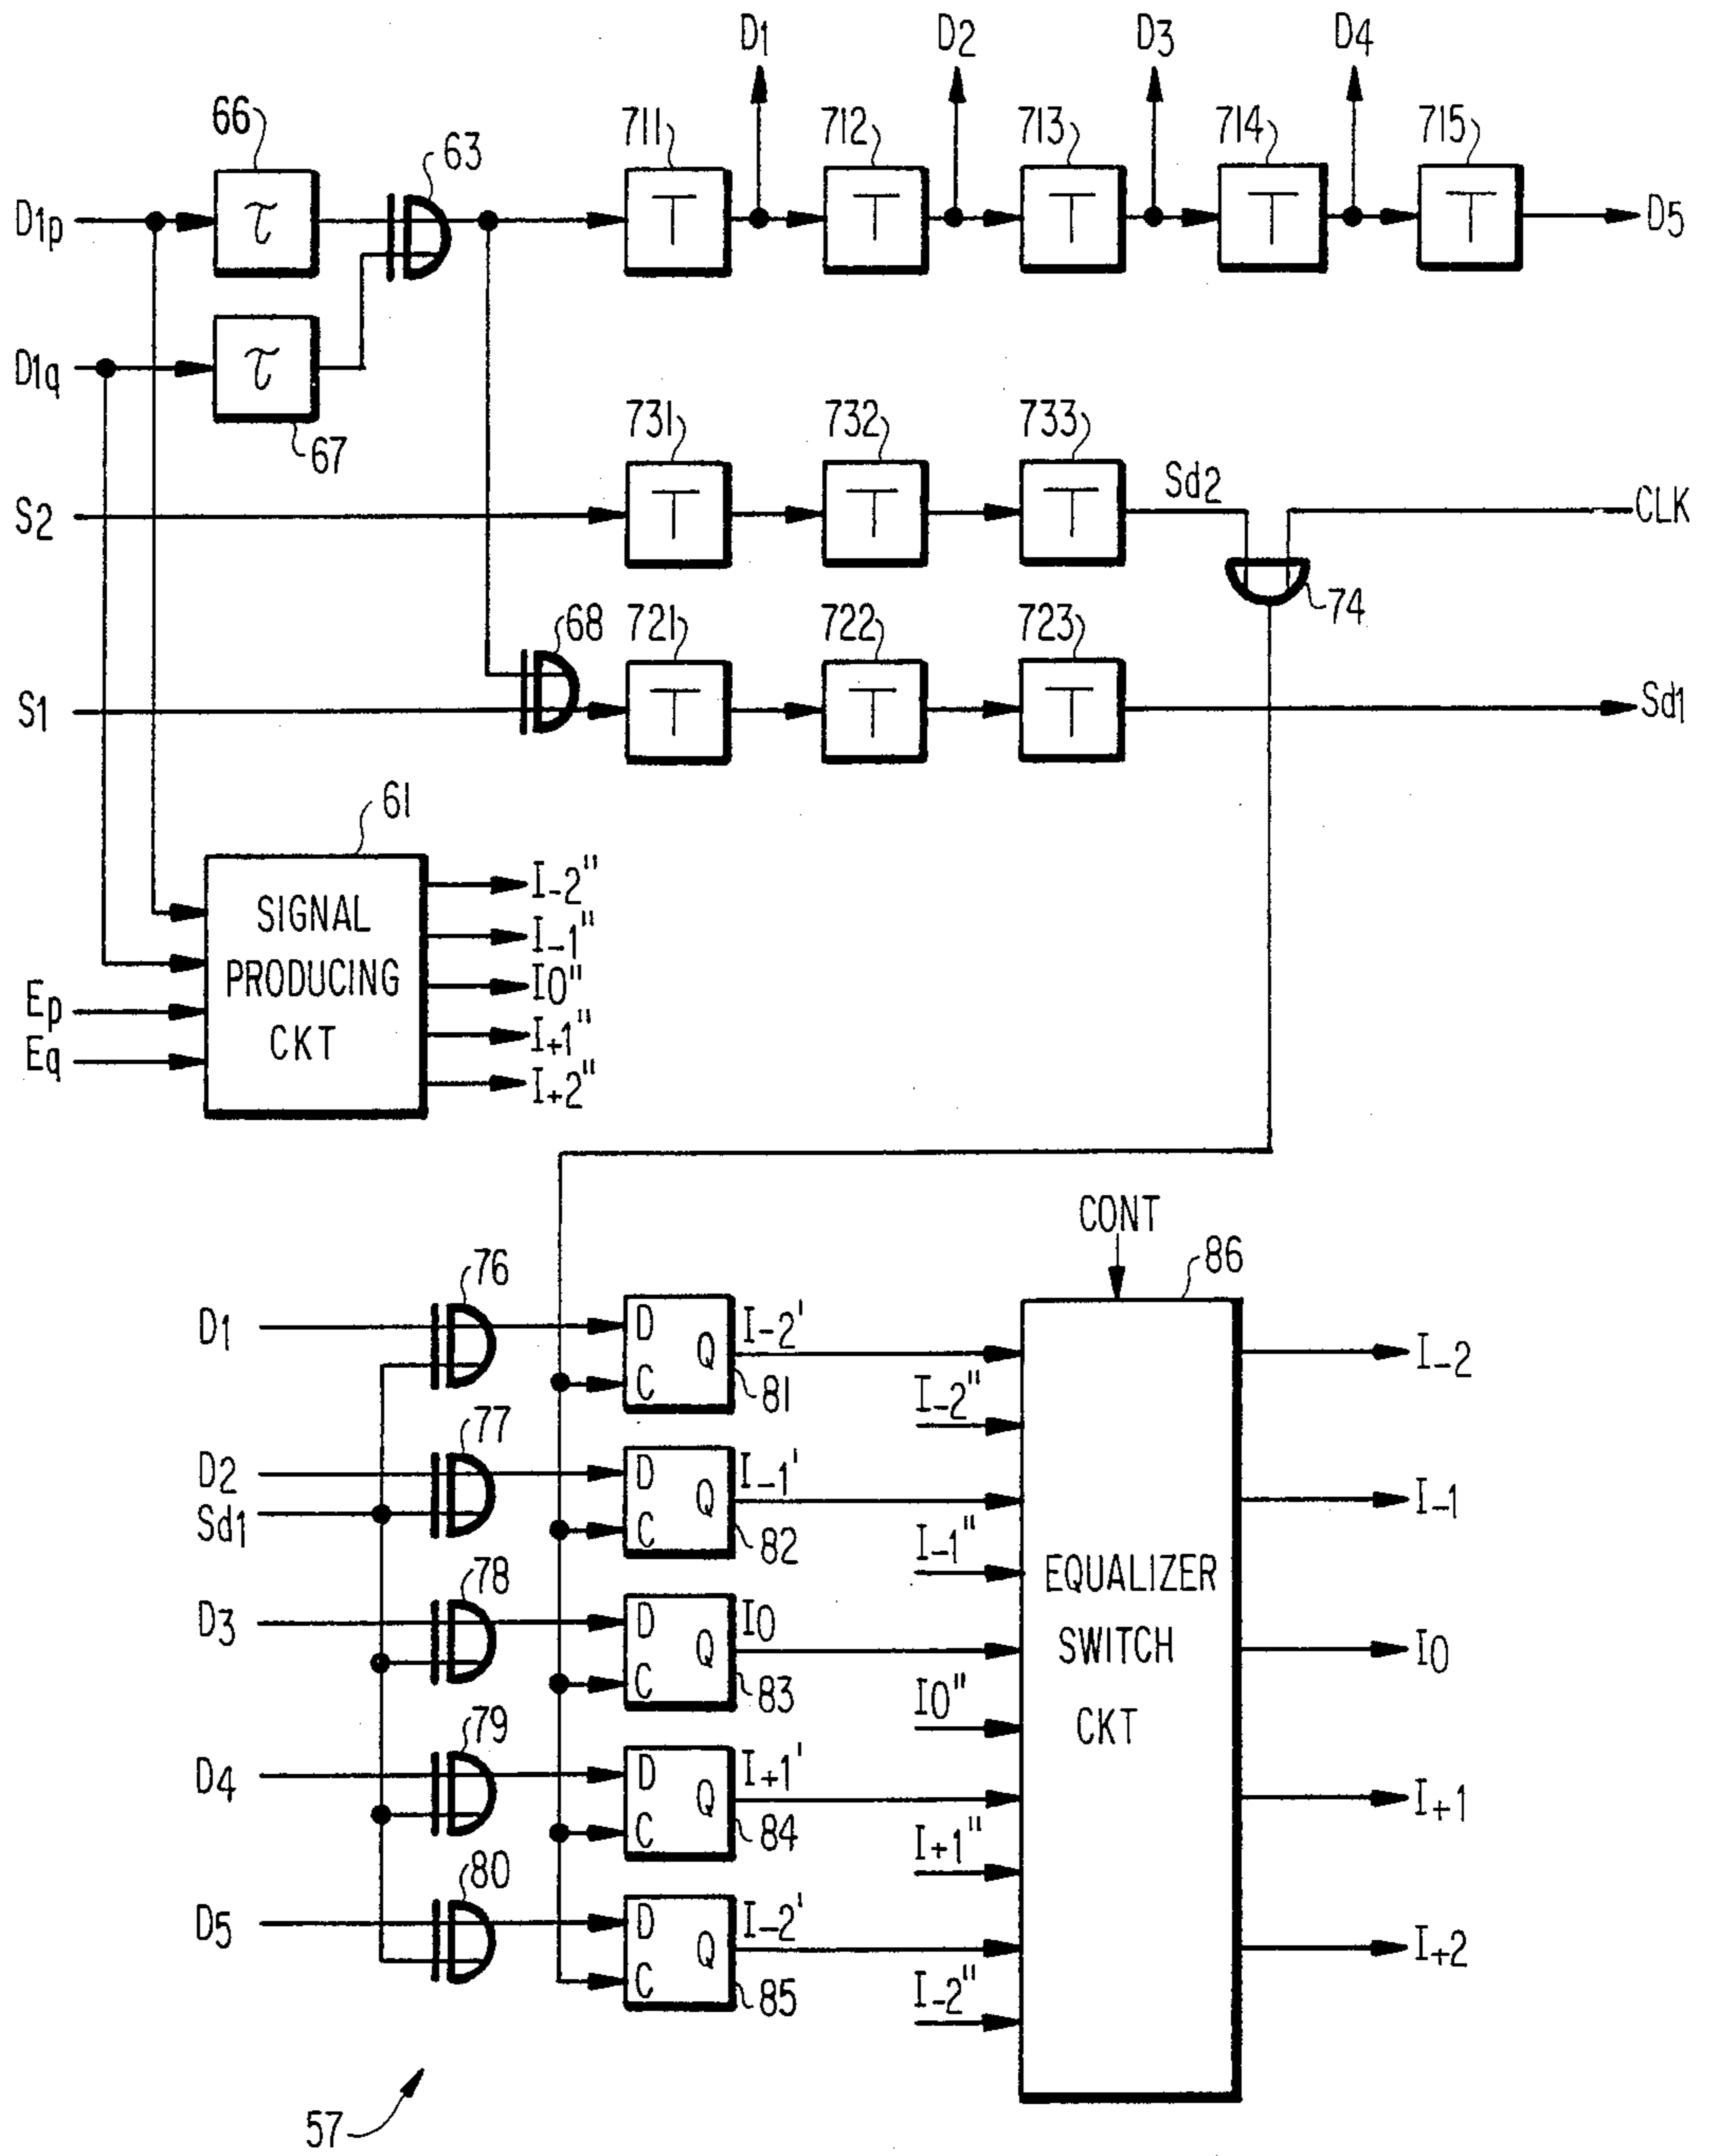 D1 D2 D3 D4
66 63 711 712 713 714 715
D1p τ T T T T T D5
D1q τ
67
731 732 733
S2 T T T Sd2 CLK
74
68 721 722 723
S1 T T T Sd1
61
SIGNAL PRODUCING CKT
I-2"
I-1"
I0"
I+1"
I+2"
Ep
Eq
CONT
86
76
D1 D C Q I-2' 81
I-2"
I-2
77
D2 D C Q I-1' 82
Sd1
I-1"
I-1
EQUALIZER SWITCH CKT
78
D3 D C Q I0 83
I0"
I0
79
D4 D C Q I+1' 84
I+1"
I+1
80
D5 D C Q I-2' 85
I-2"
I+2
57